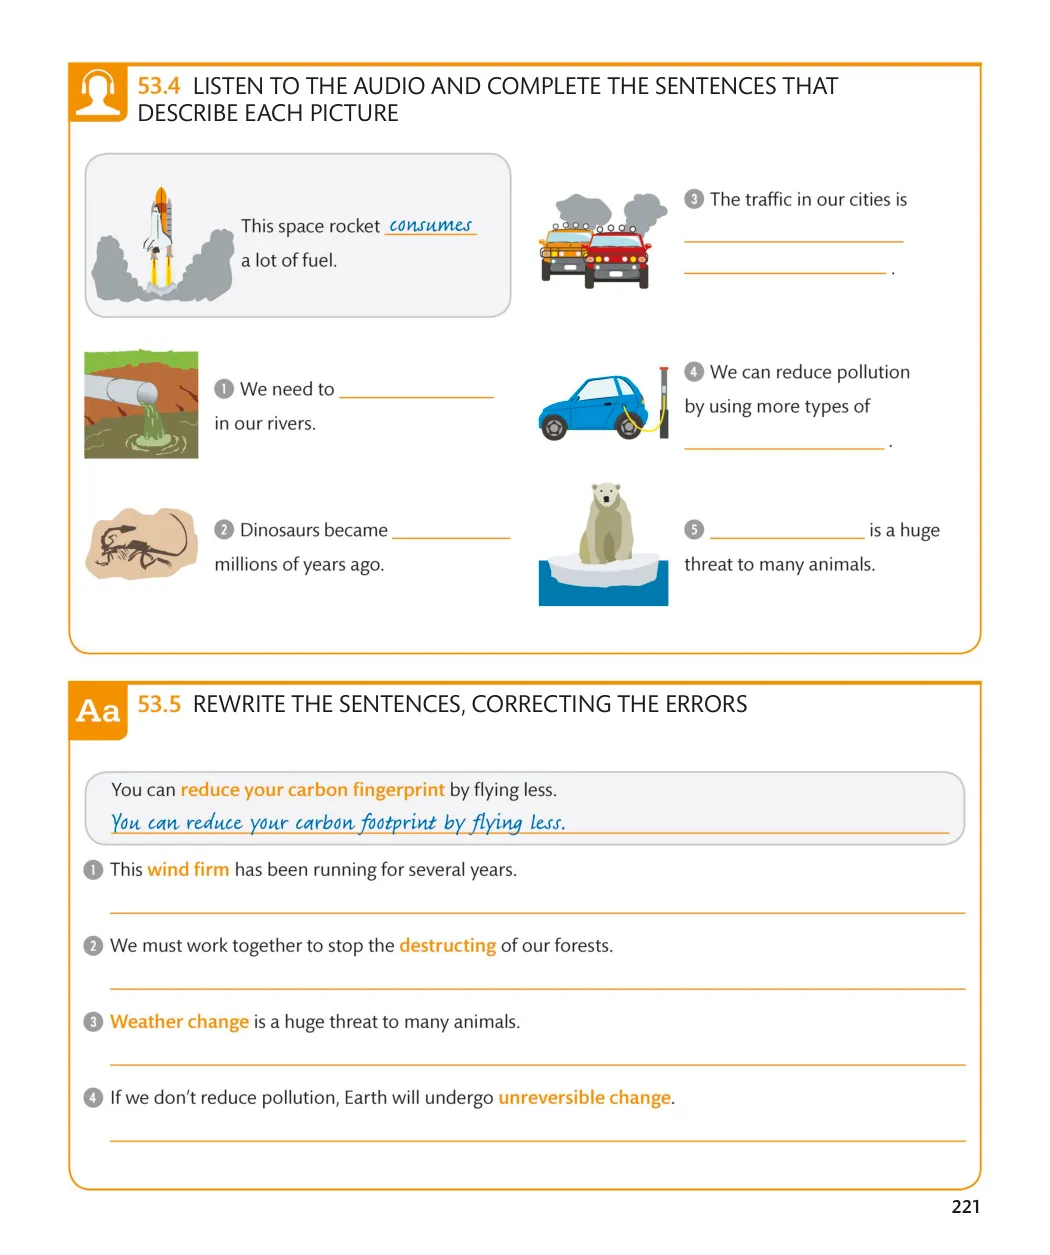 53.4 LISTEN TO THE AUDIO AND COMPLETE THE SENTENCES THAT
DESCRIBE EACH PICTURE
This space rocket consumes
a lot of fuel.
1 We need to
in our rivers.
2 Dinosaurs became
millions of years ago.
3 The traffic in our cities is
.
4 We can reduce pollution
by using more types of
.
5 is a huge
threat to many animals.
Aa 53.5 REWRITE THE SENTENCES, CORRECTING THE ERRORS
You can reduce your carbon fingerprint by flying less.
You can reduce your carbon footprint by flying less.
1 This wind firm has been running for several years.
2 We must work together to stop the destructing of our forests.
3 Weather change is a huge threat to many animals.
4 If we don't reduce pollution, Earth will undergo unreversible change.
221